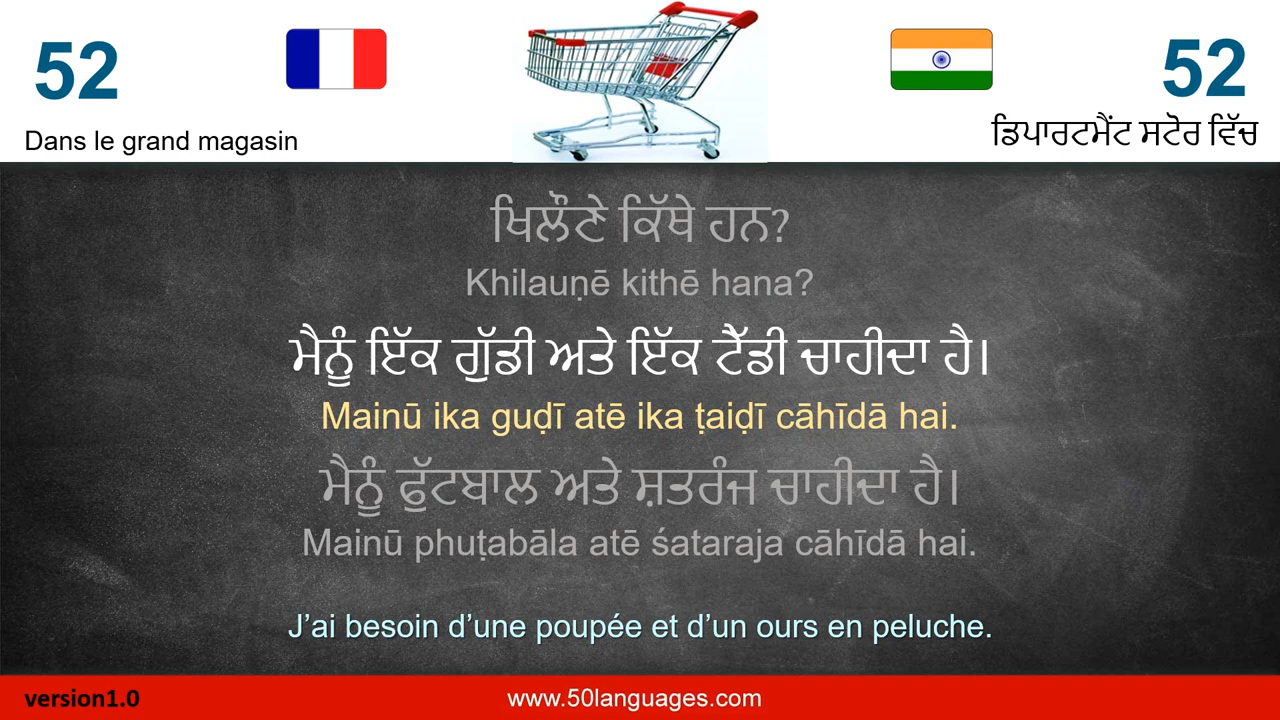 52
52
Dans le grand magasin
ਡਿਪਾਰਟਮੈਂਟ ਸਟੋਰ ਵਿੱਚ
ਖਿਲੌਣੇ ਕਿੱਥੇ ਹਨ?
Khilauṇē kithē hana?
ਮੈਨੂੰ ਇੱਕ ਗੁੱਡੀ ਅਤੇ ਇੱਕ ਟੈੱਡੀ ਚਾਹੀਦਾ ਹੈ।
Mainū ika guḍī atē ika ṭaiḍī cāhīdā hai.
ਮੈਨੂੰ ਫੁੱਟਬਾਲ ਅਤੇ ਸ਼ਤਰੰਜ ਚਾਹੀਦਾ ਹੈ।
Mainū phuṭabāla atē śataraja cāhīdā hai.
J’ai besoin d’une poupée et d’un ours en peluche.
version1.0
www.50languages.com